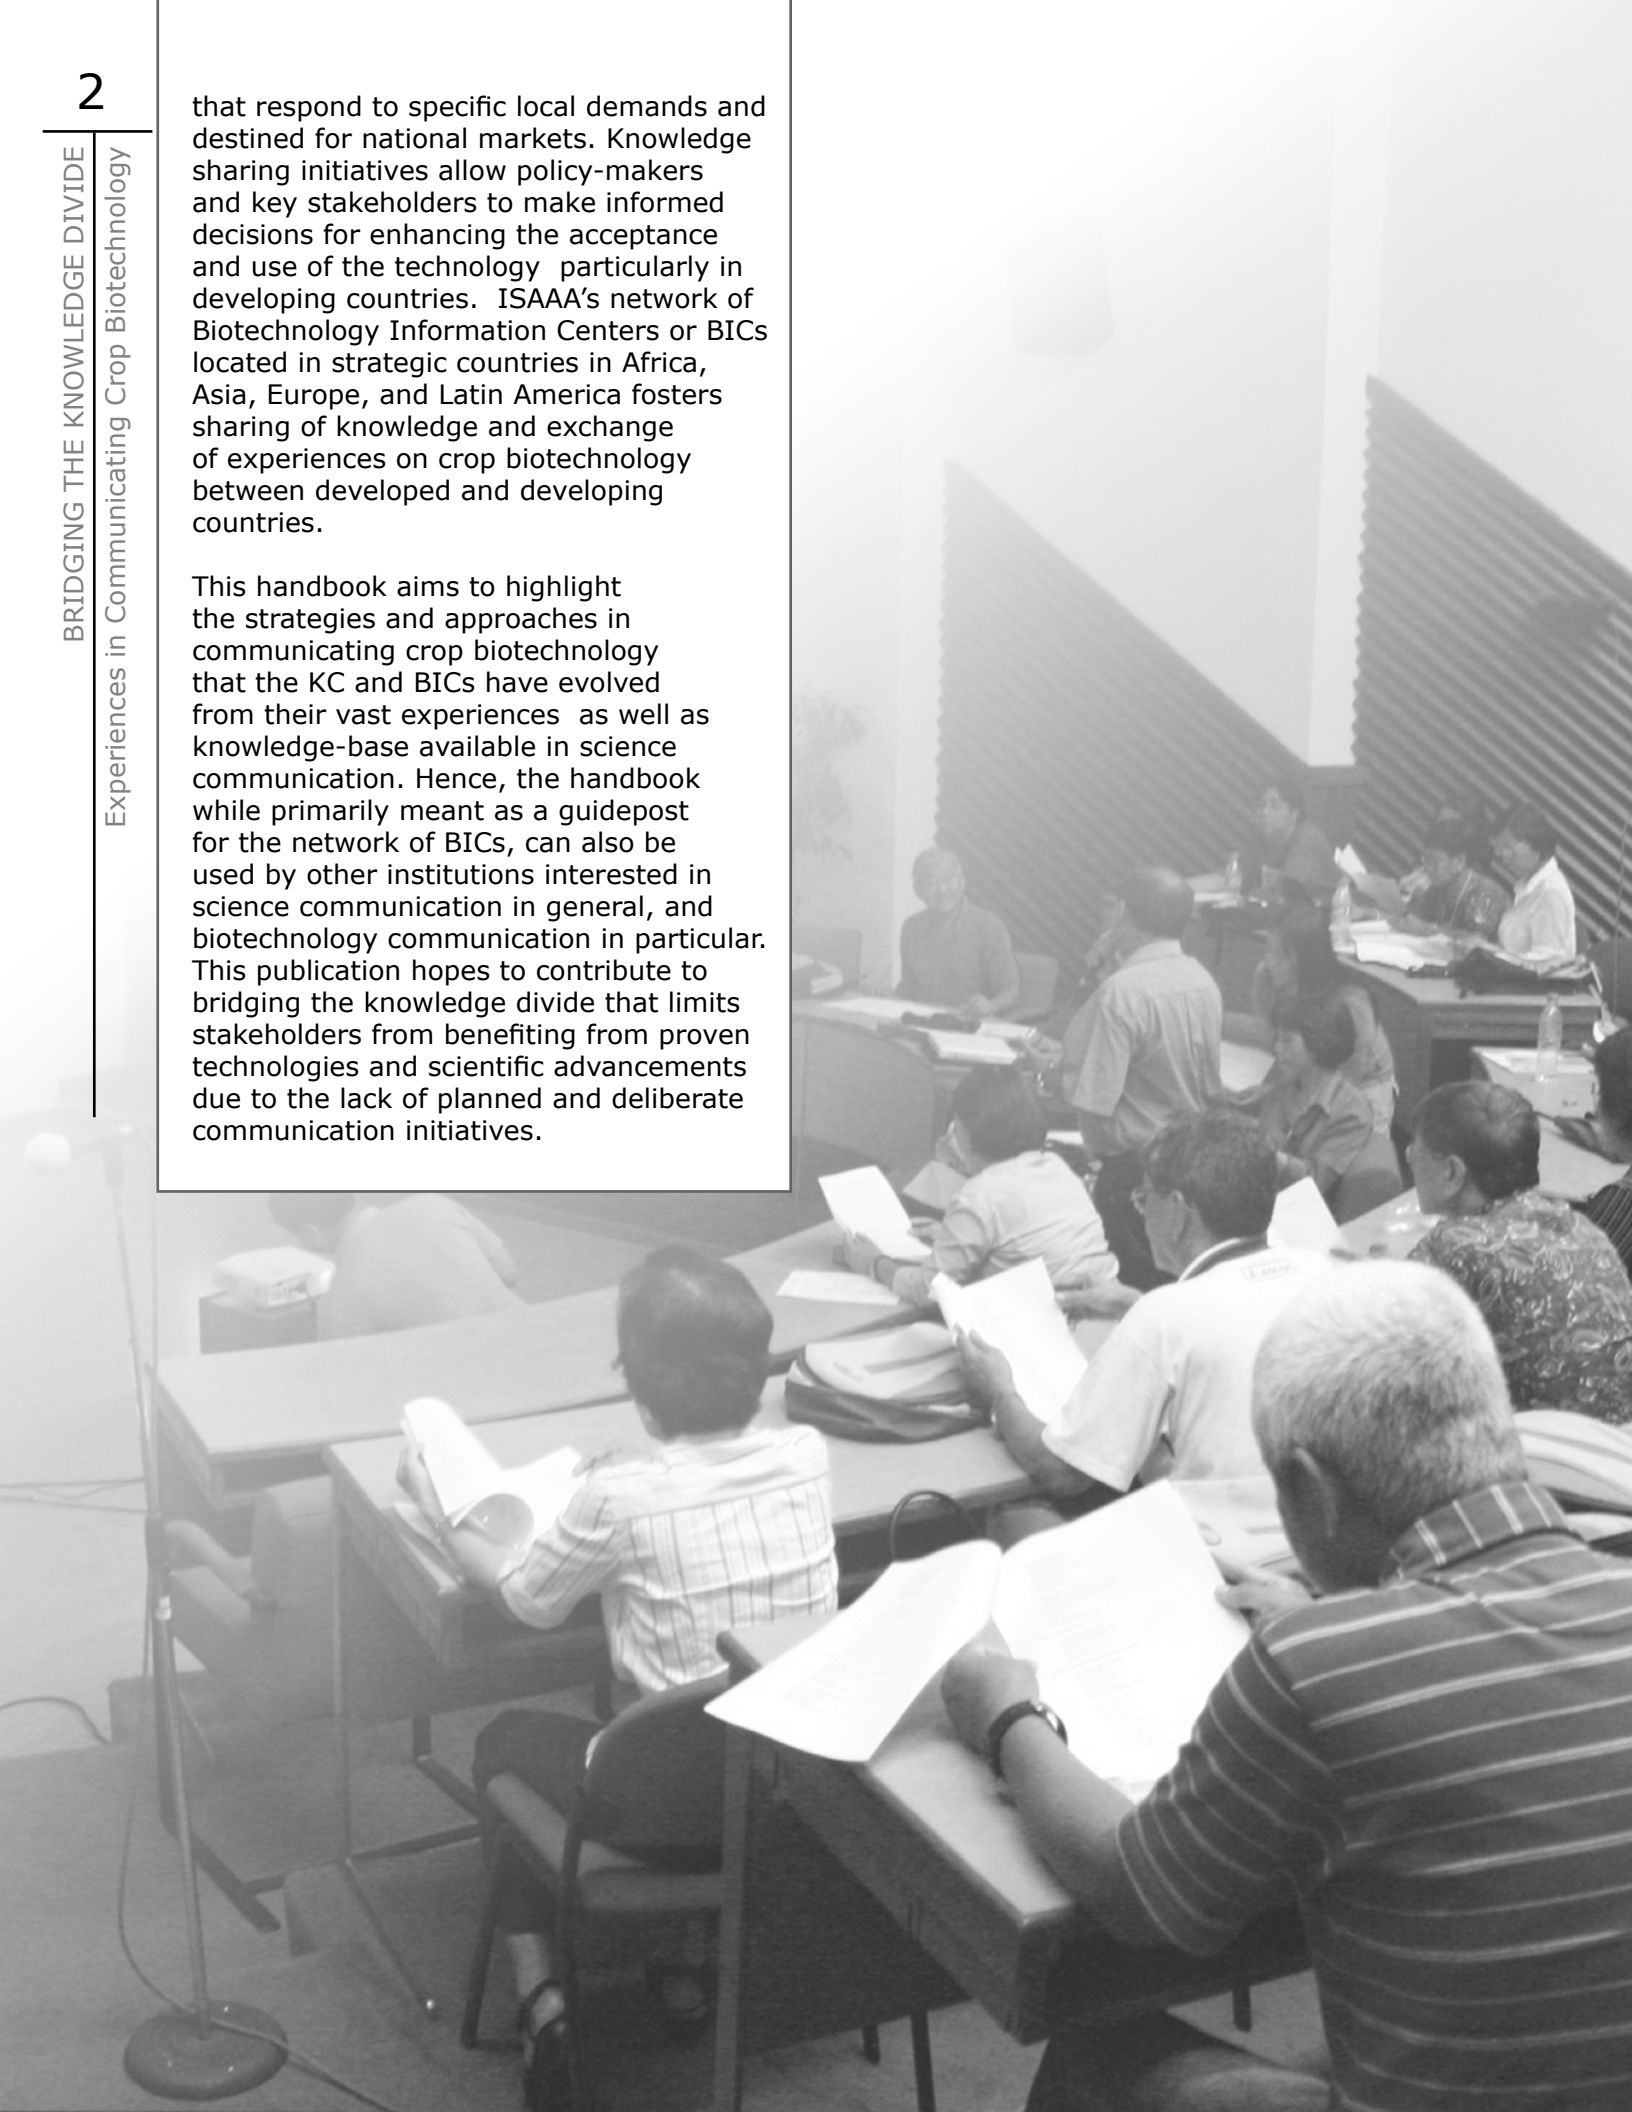 2
BRIDGING THE KNOWLEDGE DIVIDE
Experiences in Communicating Crop Biotechnology
that respond to specific local demands and
destined for national markets. Knowledge
sharing initiatives allow policy-makers
and key stakeholders to make informed
decisions for enhancing the acceptance
and use of the technology  particularly in
developing countries.  ISAAA’s network of
Biotechnology Information Centers or BICs
located in strategic countries in Africa,
Asia, Europe, and Latin America fosters
sharing of knowledge and exchange
of experiences on crop biotechnology
between developed and developing
countries.
This handbook aims to highlight
the strategies and approaches in
communicating crop biotechnology
that the KC and BICs have evolved
from their vast experiences  as well as
knowledge-base available in science
communication. Hence, the handbook
while primarily meant as a guidepost
for the network of BICs, can also be
used by other institutions interested in
science communication in general, and
biotechnology communication in particular.
This publication hopes to contribute to
bridging the knowledge divide that limits
stakeholders from benefiting from proven
technologies and scientific advancements
due to the lack of planned and deliberate
communication initiatives.